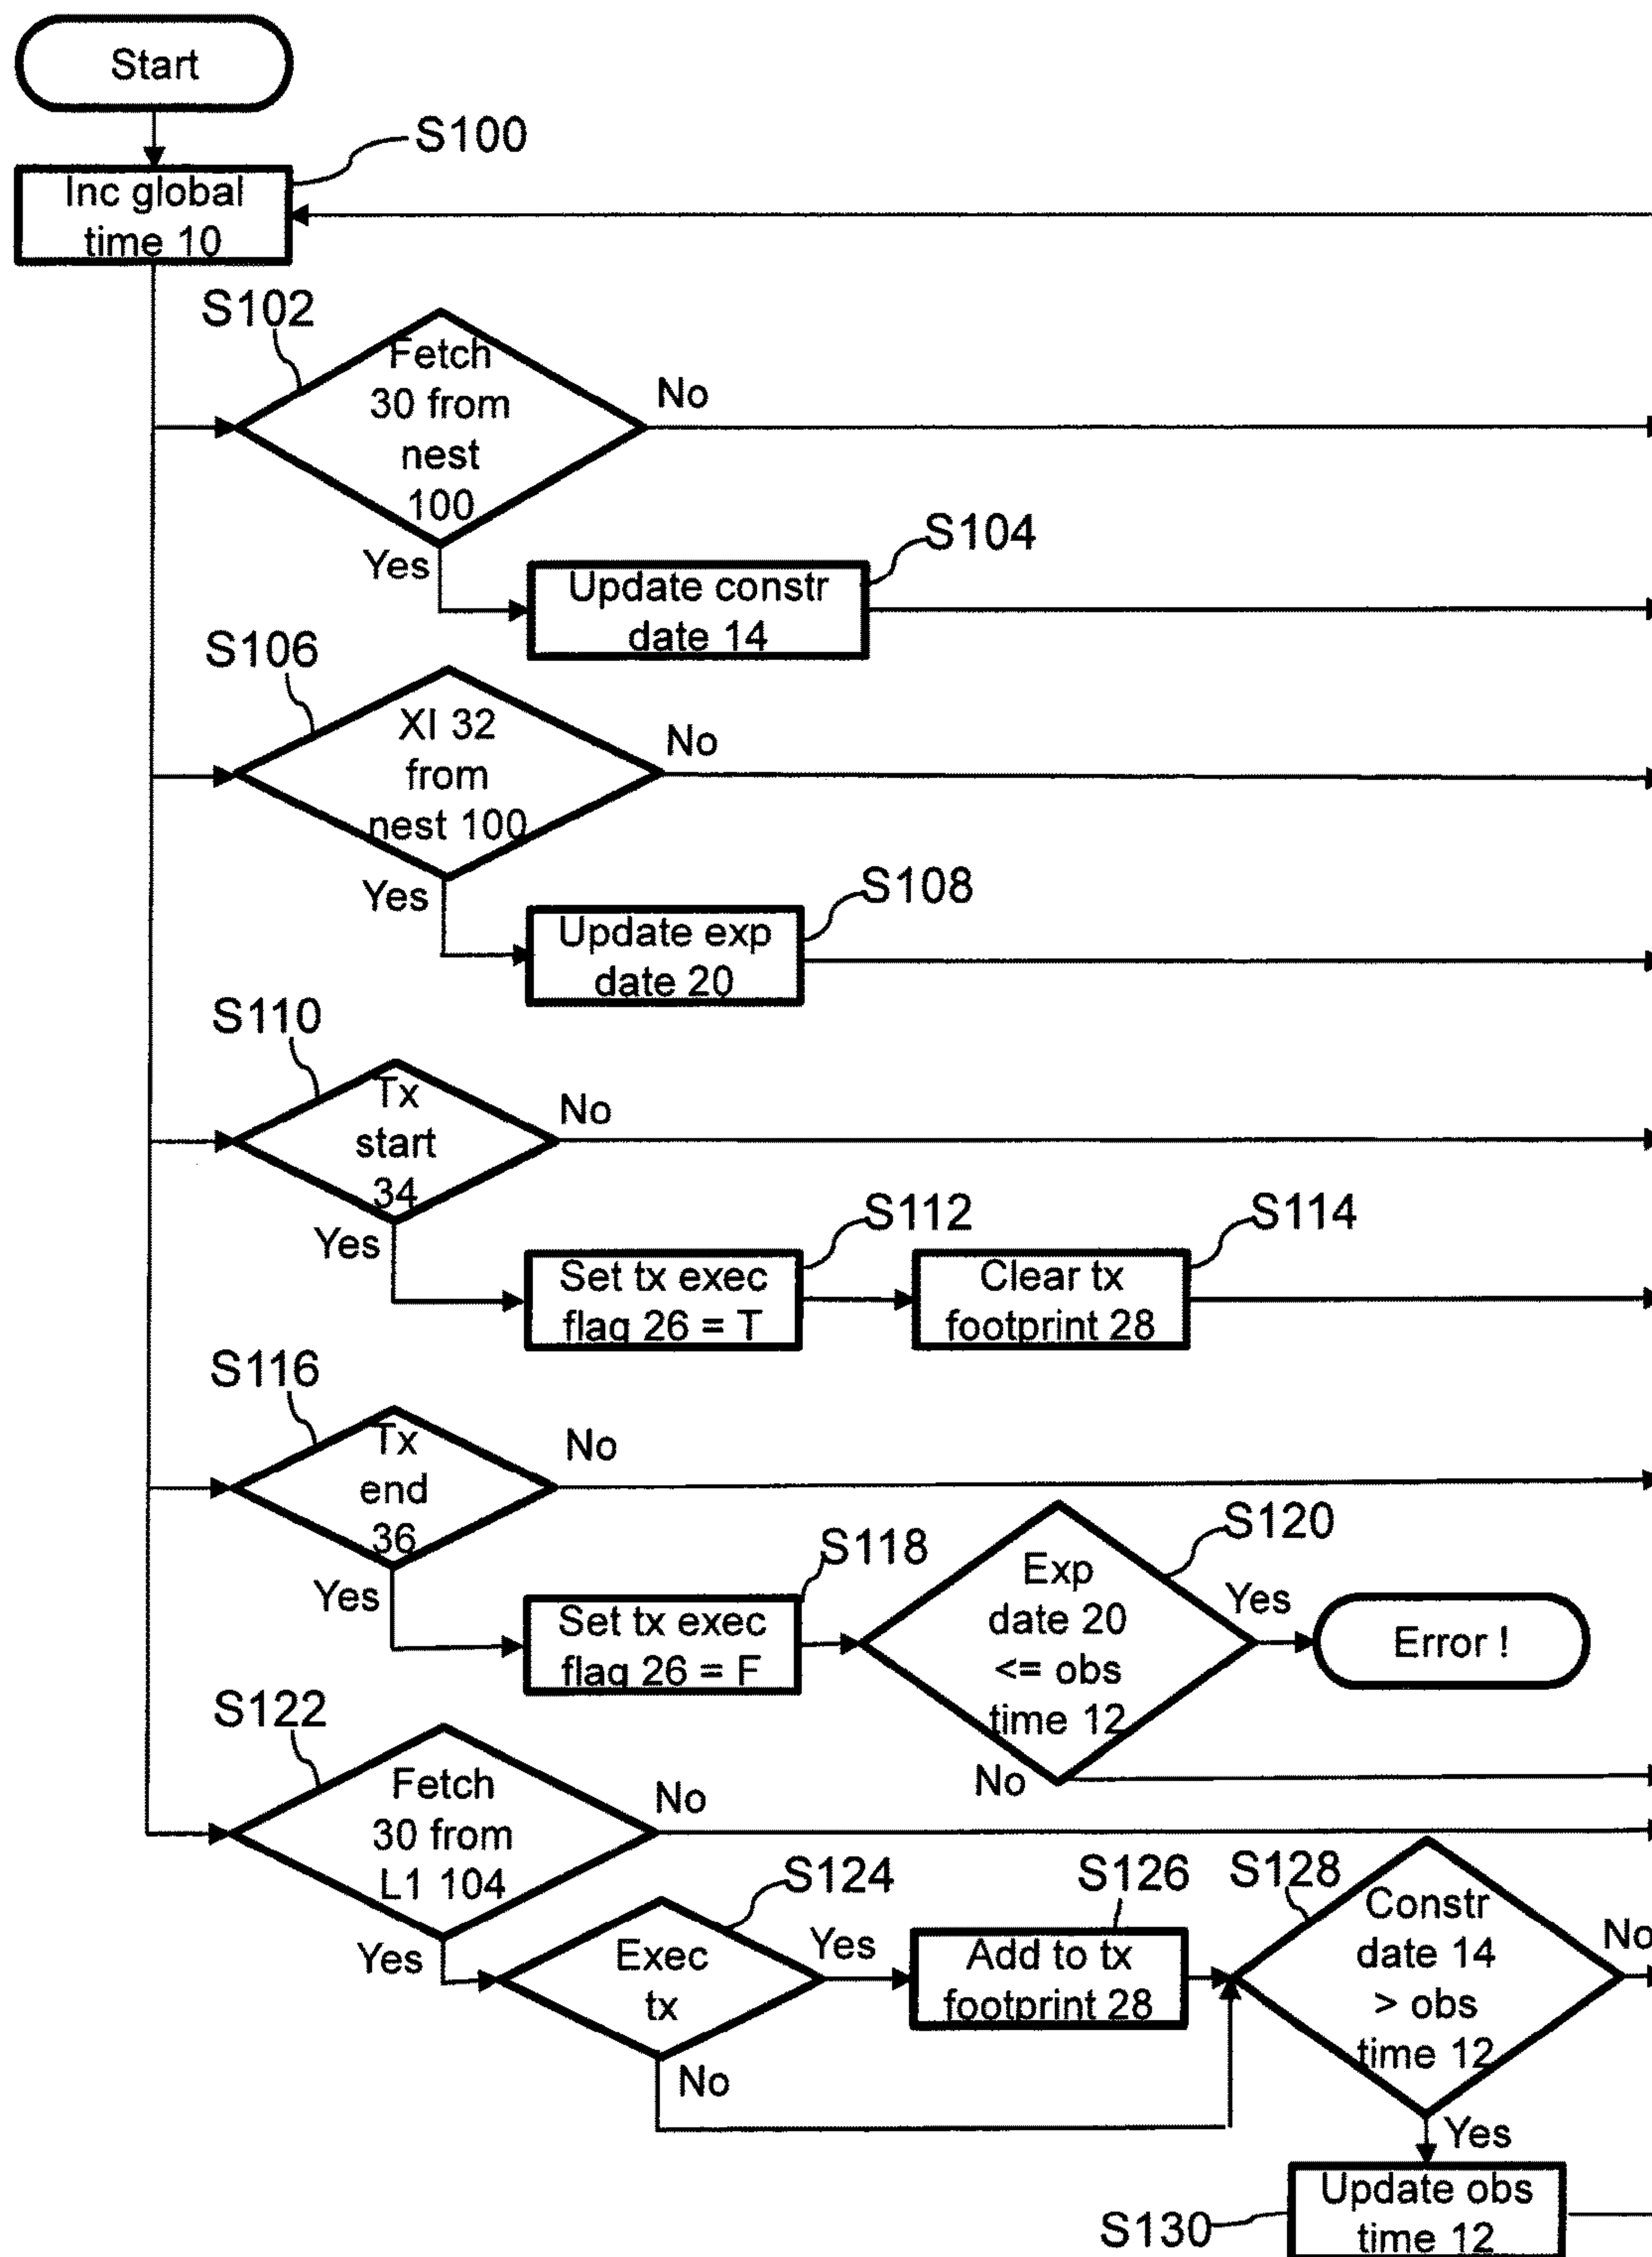 Start
S100
Inc global
time 10
S102
Fetch
30 from
nest
100
No
Yes
S104
Update constr
date 14
S106
XI 32
from
nest 100
No
Yes
S108
Update exp
date 20
S110
Tx
start
34
No
Yes
S112
Set tx exec
flag 26 = T
S114
Clear tx
footprint 28
S116
Tx
end
36
No
Yes
S118
Set tx exec
flag 26 = F
S120
Exp
date 20
<= obs
time 12
Yes
Error !
No
S122
Fetch
30 from
L1 104
No
Yes
S124
Exec
tx
Yes
No
S126
Add to tx
footprint 28
S128
Constr
date 14
> obs
time 12
No
Yes
S130
Update obs
time 12